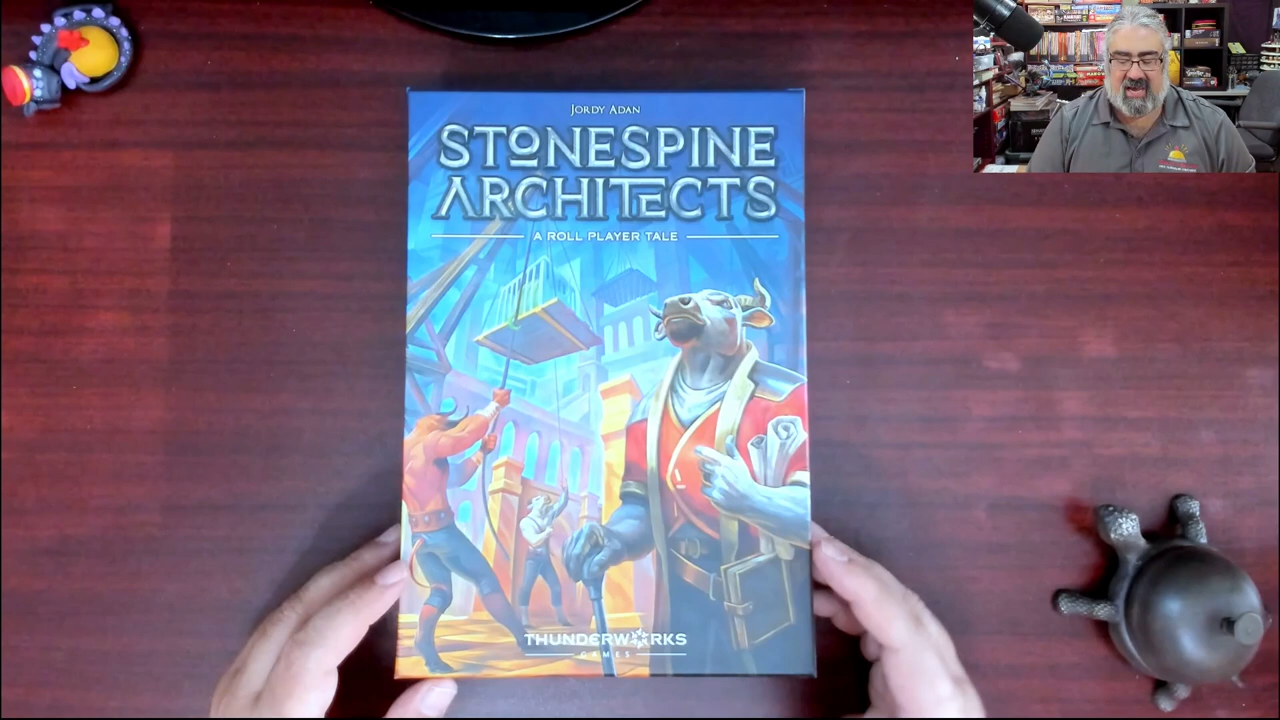 JORDY ADAN
STONESPINE
ARCHITECTS
A ROLL PLAYER TALE
THUNDERWORKS
GAMES